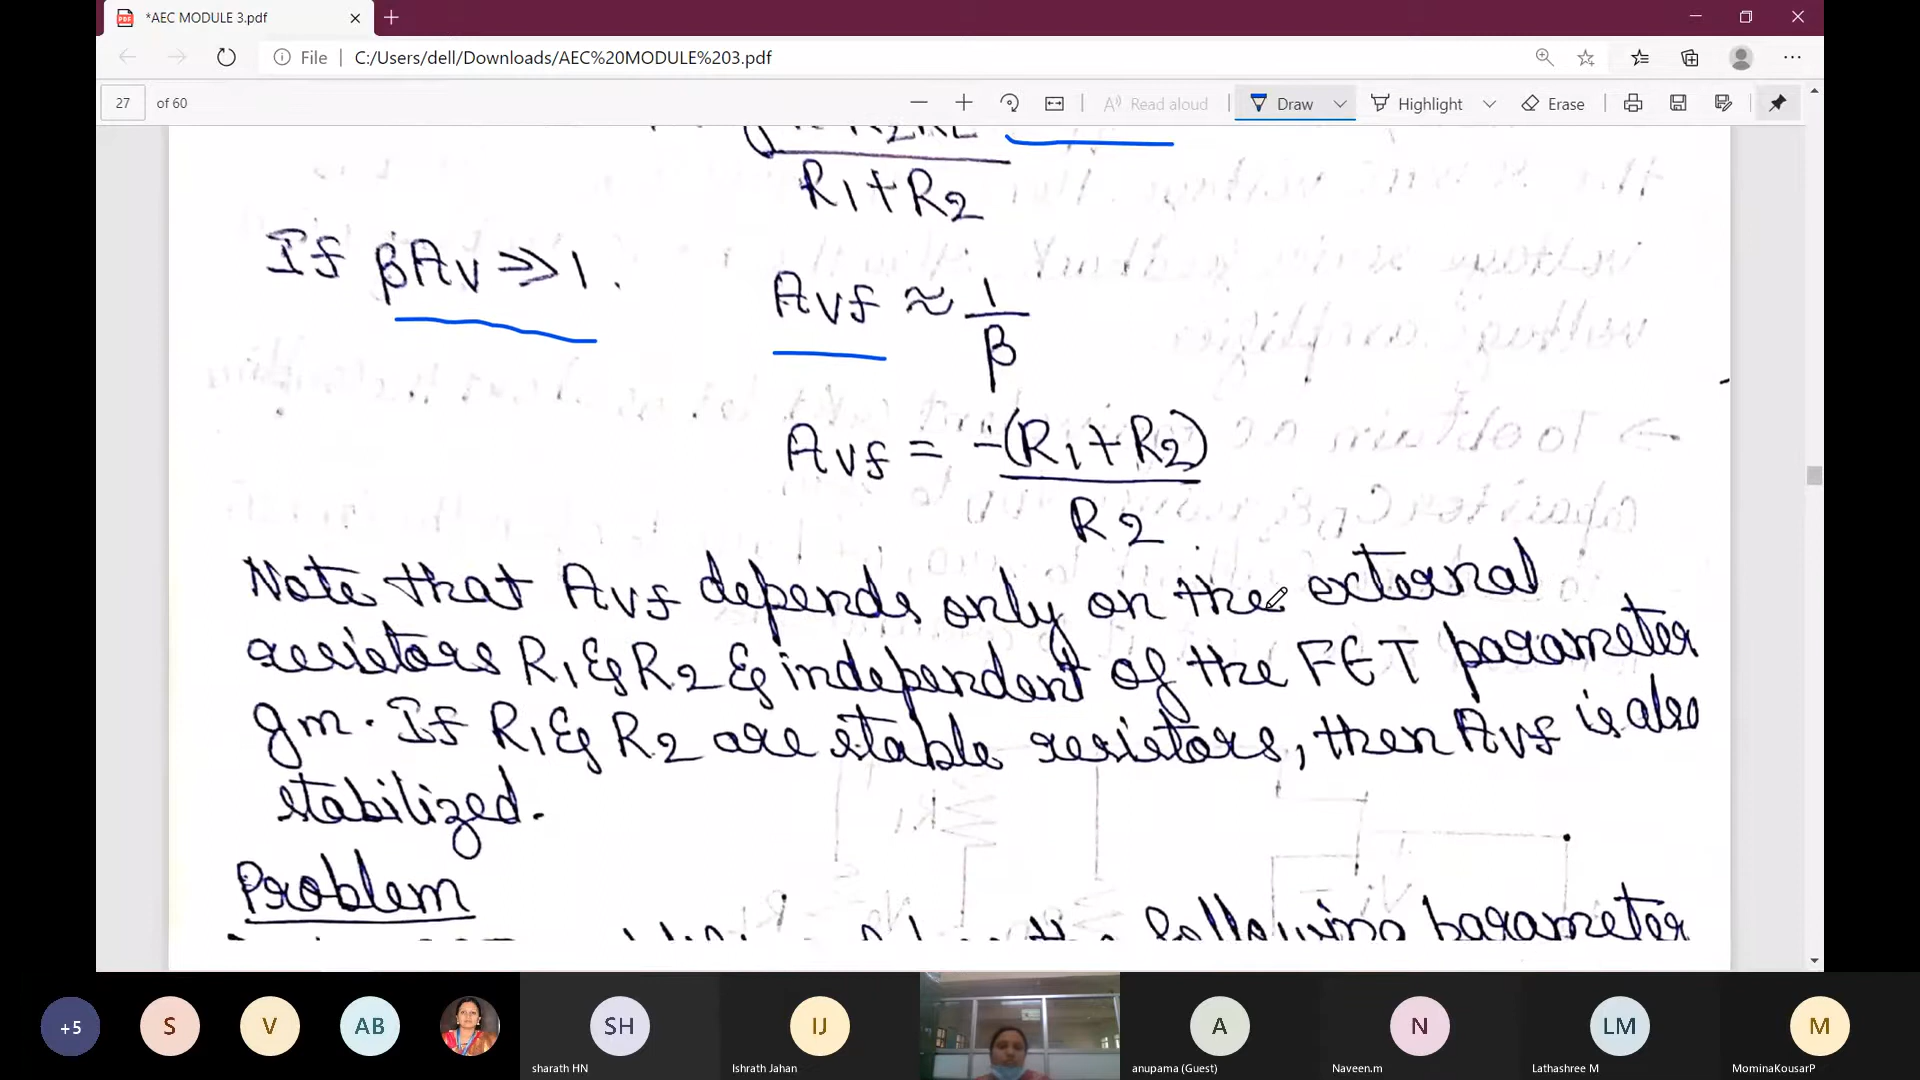 *AEC MODULE 3.pdf
File C:/Users/dell/Downloads/AEC%20MODULE%203.pdf
27 of 60 Read aloud Draw Highlight Erase
R1+R2
If βAv >> 1.
Avf ≈ 1/β
Avf = -(R1+R2)/R2
Note that Avf depends only on the external
resistors R1 & R2 & independent of the FET parameter
gm. If R1 & R2 are stable resistors, then Avf is also
stabilized.
Problem
following parameter
+5 S V AB SH IJ A N LM M
sharath HN Ishrath Jahan anupama (Guest) Naveen.m Lathashree M MominaKousarP